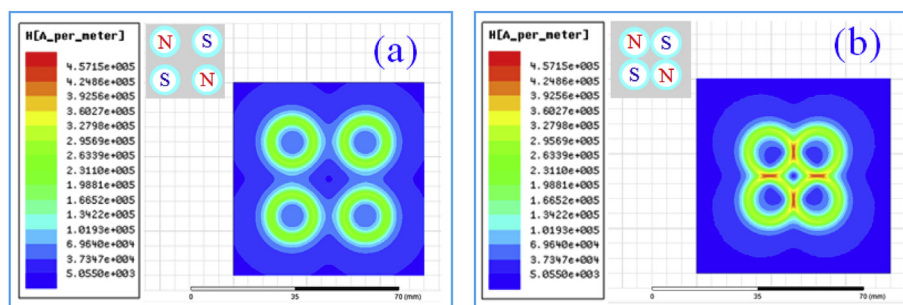 H[A_per_meter]
4.5715e+005
4.2486e+005
3.9256e+005
3.6027e+005
3.2798e+005
2.9569e+005
2.6339e+005
2.3110e+005
1.9881e+005
1.6652e+005
1.3422e+005
1.0193e+005
6.9640e+004
3.7347e+004
5.0550e+003
N S
S N
(a)
0 35 70 (mm)
H[A_per_meter]
4.5715e+005
4.2486e+005
3.9256e+005
3.6027e+005
3.2798e+005
2.9569e+005
2.6339e+005
2.3110e+005
1.9881e+005
1.6652e+005
1.3422e+005
1.0193e+005
6.9640e+004
3.7347e+004
5.0550e+003
N S
S N
(b)
0 35 70 (mm)